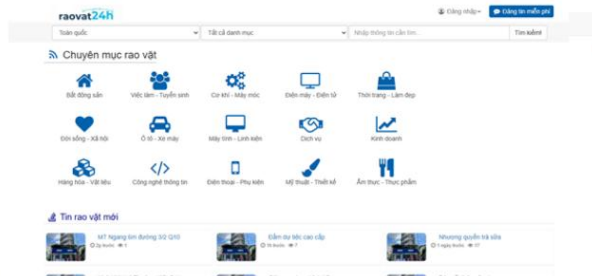 raovat24h
Đăng nhập
Đăng tin miễn phí
Toàn quốc
Tất cả danh mục
Nhập thông tin cần tìm..
Tìm kiếm!
Chuyên mục rao vặt
Bất động sản
Việc làm - Tuyển sinh
Cơ khí - Máy móc
Điện máy - Điện tử
Thời trang - Làm đẹp
Đời sống - Xã hội
Ô tô - Xe máy
Máy tính - Linh kiện
Dịch vụ
Kinh doanh
Hàng hóa - Vật liệu
Công nghệ thông tin
Điện thoại - Phụ kiện
Mỹ thuật - Thiết kế
Ẩm thực - Thực phẩm
Tin rao vặt mới
MT Ngang lớn đường 3/2 Q10
Đầm dự tiệc cao cấp
Nhượng quyền trà sữa
1 ngày trước